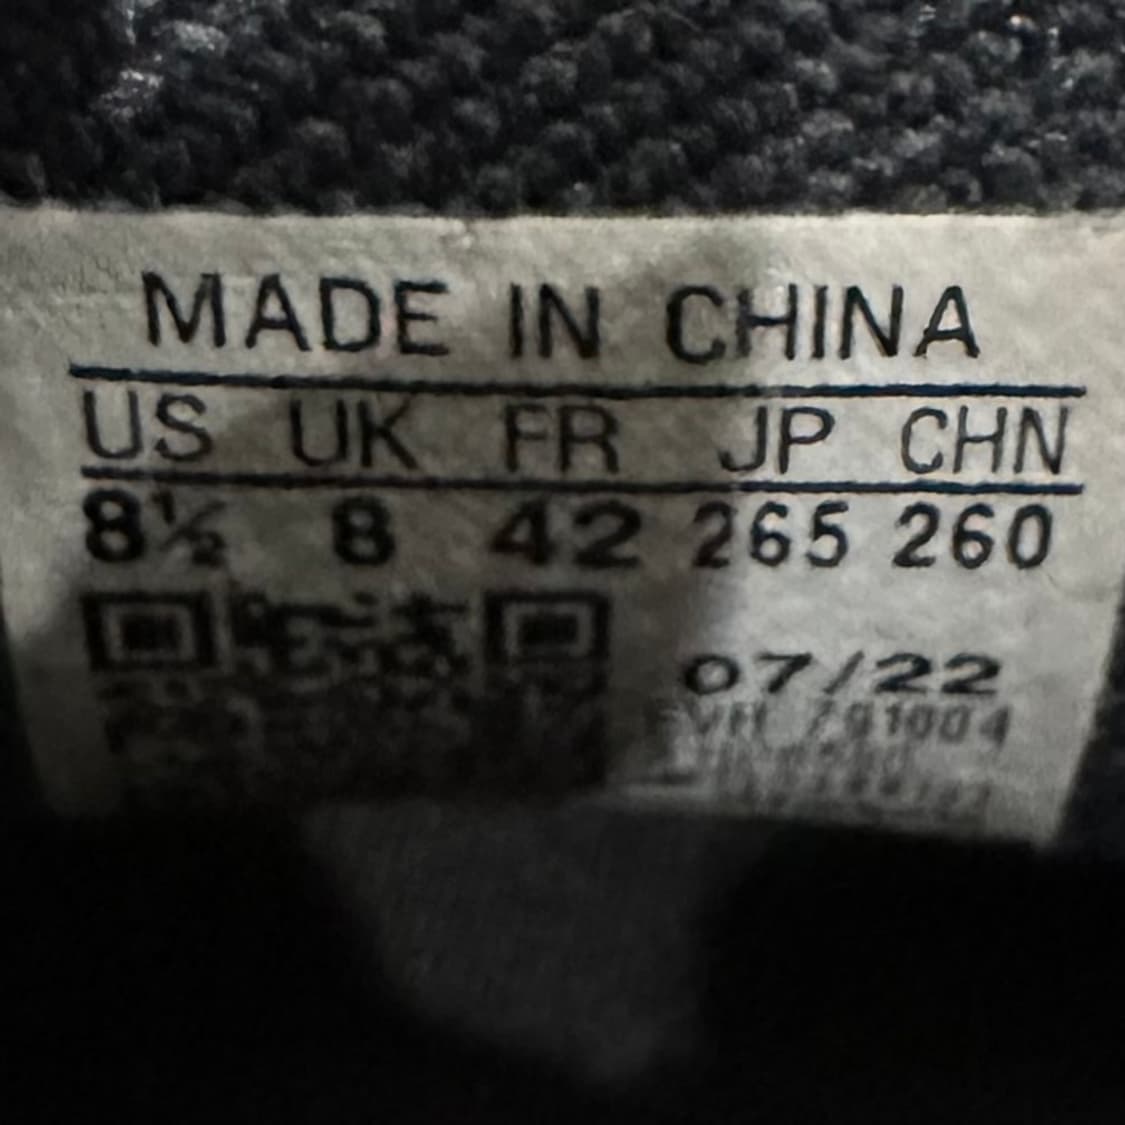 MADE IN CHINA
US UK FR JP CHN
8½ 8 42 265 260
07/22